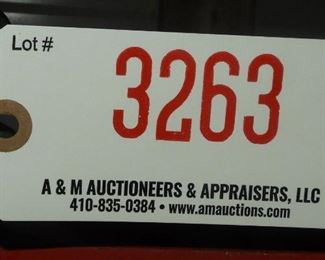 Lot #
3263
A & M AUCTIONEERS & APPRAISERS, LLC
410-835-0384 • www.amauctions.com